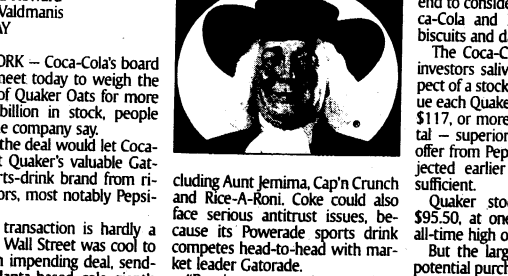 Valdmanis
AY
ORK — Coca-Cola's board
meet today to weigh the
of Quaker Oats for more
billion in stock, people
e company say.
the deal would let Coca-
t Quaker's valuable Gat-
rts-drink brand from ri-
ors, most notably Pepsi-
transaction is hardly a
Wall Street was cool to
n impending deal, send-
cluding Aunt Jemima, Cap'n Crunch
and Rice-A-Roni. Coke could also
face serious antitrust issues, be-
cause its Powerade sports drink
competes head-to-head with mar-
ket leader Gatorade.
end to conside
ca-Cola and
biscuits and d
The Coca-C
investors saliv
pect of a stock
ue each Quake
$117, or more
tal — superior
offer from Pep
jected earlier
sufficient.
Quaker sto
$95.50, at one
all-time high o
But the larg
potential purc